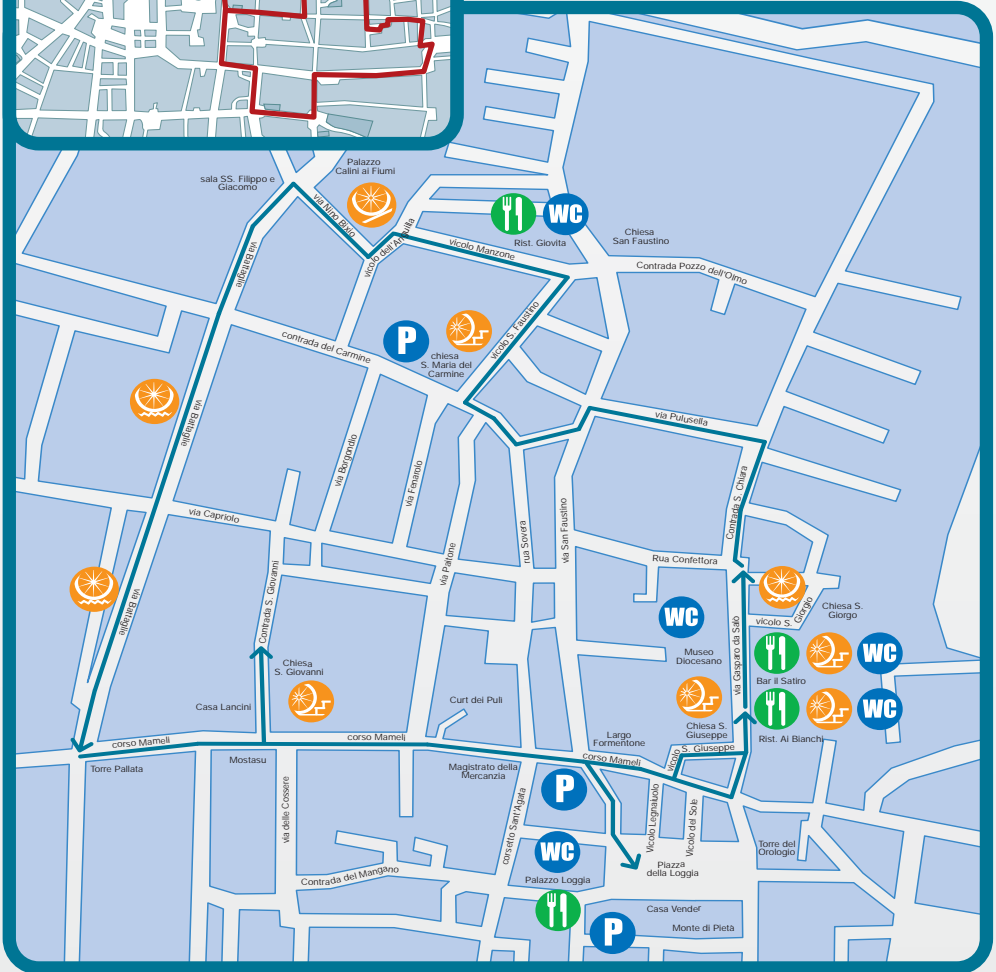 Palazzo
Calini ai Fiumi
sala SS. Filippo e
Giacomo
via Nino Bixio
vicolo dell'Anguilla
WC
Rist. Giovita
Chiesa
San Faustino
vicolo Manzone
Contrada Pozzo dell'Olmo
via Battaglie
contrada del Carmine
P
chiesa
S. Maria del
Carmine
vicolo S. Faustino
via Battaglie
via Pulusella
via Borgondio
via Fenarolo
Contrada S. Chiara
via Capriolo
via Paitone
rua Sovera
via San Faustino
Rua Confettora
via Battaglie
Contrada S. Giovanni
WC
vicolo S. Giorgio
Chiesa S.
Giorgo
via Gasparo da Salò
Museo
Diocesano
WC
Bar il Satiro
Chiesa
S. Giovanni
Casa Lancini
Curt dei Puli
Chiesa S.
Giuseppe
WC
Rist. Ai Bianchi
corso Mameli
corso Mameli
Largo
Formentone
vicolo S. Giuseppe
corso Mameli
Torre Pallata
Mostasu
Magistrato della
Mercanzia
P
via delle Cossere
corsetto Sant'Agata
Vicolo Legnaiuolo
Vicolo del Sole
Torre del
Orologio
WC
Palazzo Loggia
Piazza
della Loggia
Contrada del Mangano
Casa Vender
Monte di Pietà
P